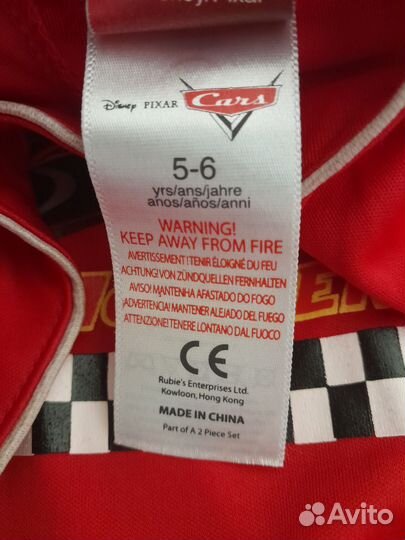 Disney PIXAR Cars
5-6
yrs/ans/jahre
anos/años/anni
WARNING!
KEEP AWAY FROM FIRE
AVERTISSEMENT!TENIR ÉLOIGNÉ DU FEU
ACHTUNG! VON ZÜNDQUELLEN FERNHALTEN
AVISO! MANTENHA AFASTADO DO FOGO
¡ADVERTENCIA! MANTENER ALEJADO DEL FUEGO
ATTENZIONE! TENERE LONTANO DAL FUOCO
CE
Rubie's Enterprises Ltd.
Kowloon, Hong Kong
MADE IN CHINA
Part of A 2 Piece Set
Avito